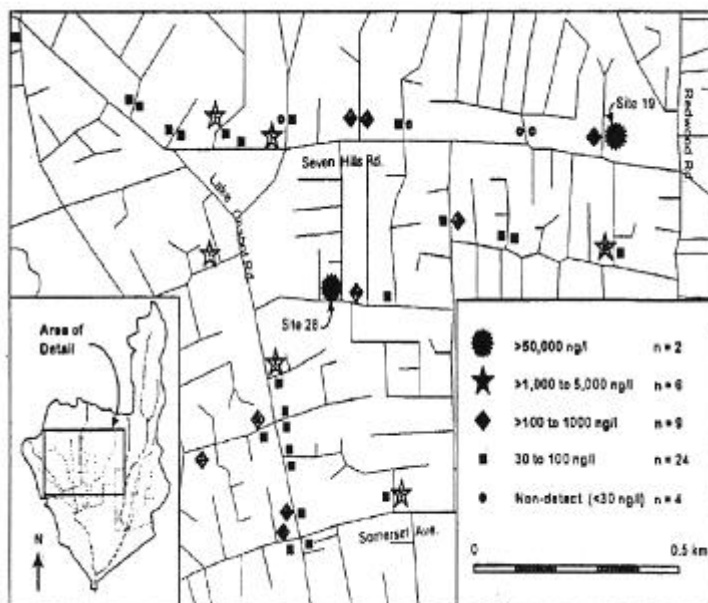 Site 19
Redwood Rd
Seven Hills Rd.
Lake
Rd.
Site 28
Area of
Detail
N
>50,000 ng/l n = 2
>1,000 to 5,000 ng/l n = 6
>100 to 1000 ng/l n = 9
30 to 100 ng/l n = 24
Non-detect (<30 ng/l) n = 4
Somerset Ave.
0 0.5 km